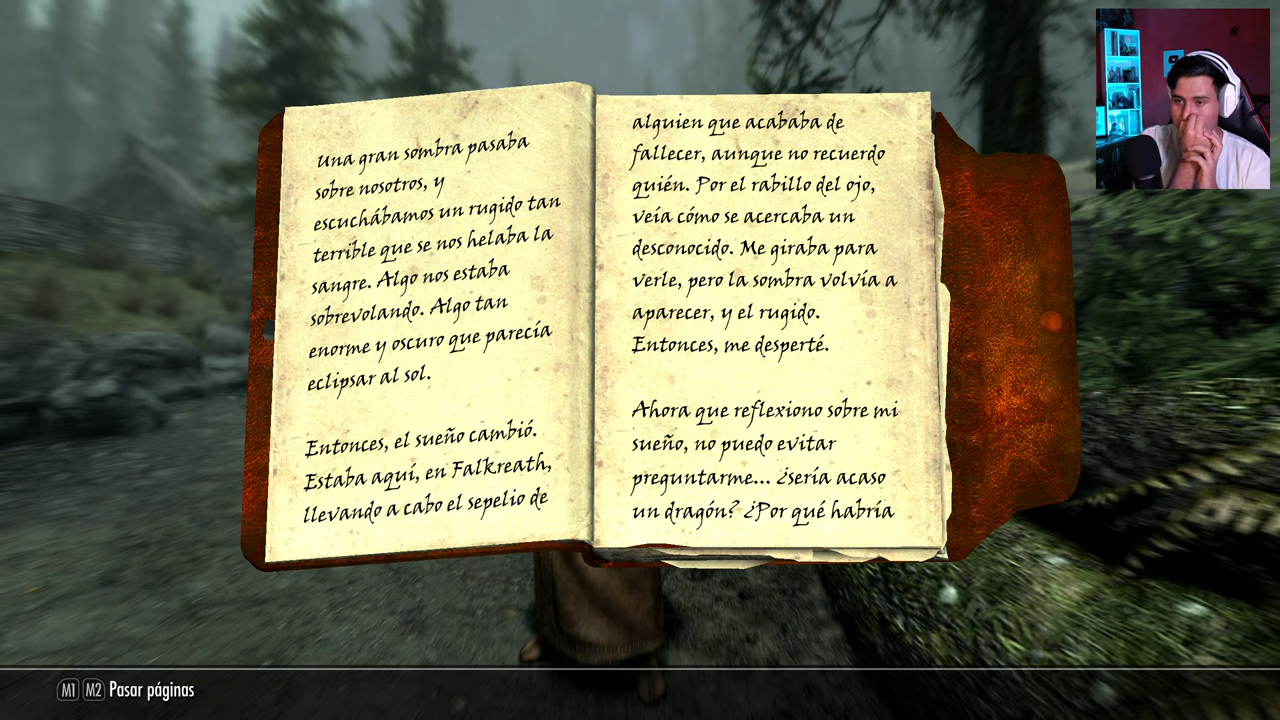 Una gran sombra pasaba
sobre nosotros, y
escuchábamos un rugido tan
terrible que se nos helaba la
sangre. Algo nos estaba
sobrevolando. Algo tan
enorme y oscuro que parecía
eclipsar al sol.
Entonces, el sueño cambió.
Estaba aquí, en Falkreath,
llevando a cabo el sepelio de
alguien que acababa de
fallecer, aunque no recuerdo
quién. Por el rabillo del ojo,
veía cómo se acercaba un
desconocido. Me giraba para
verle, pero la sombra volvía a
aparecer, y el rugido.
Entonces, me desperté.
Ahora que reflexiono sobre mi
sueño, no puedo evitar
preguntarme... ¿sería acaso
un dragón? ¿Por qué habría
M1 M2 Pasar páginas